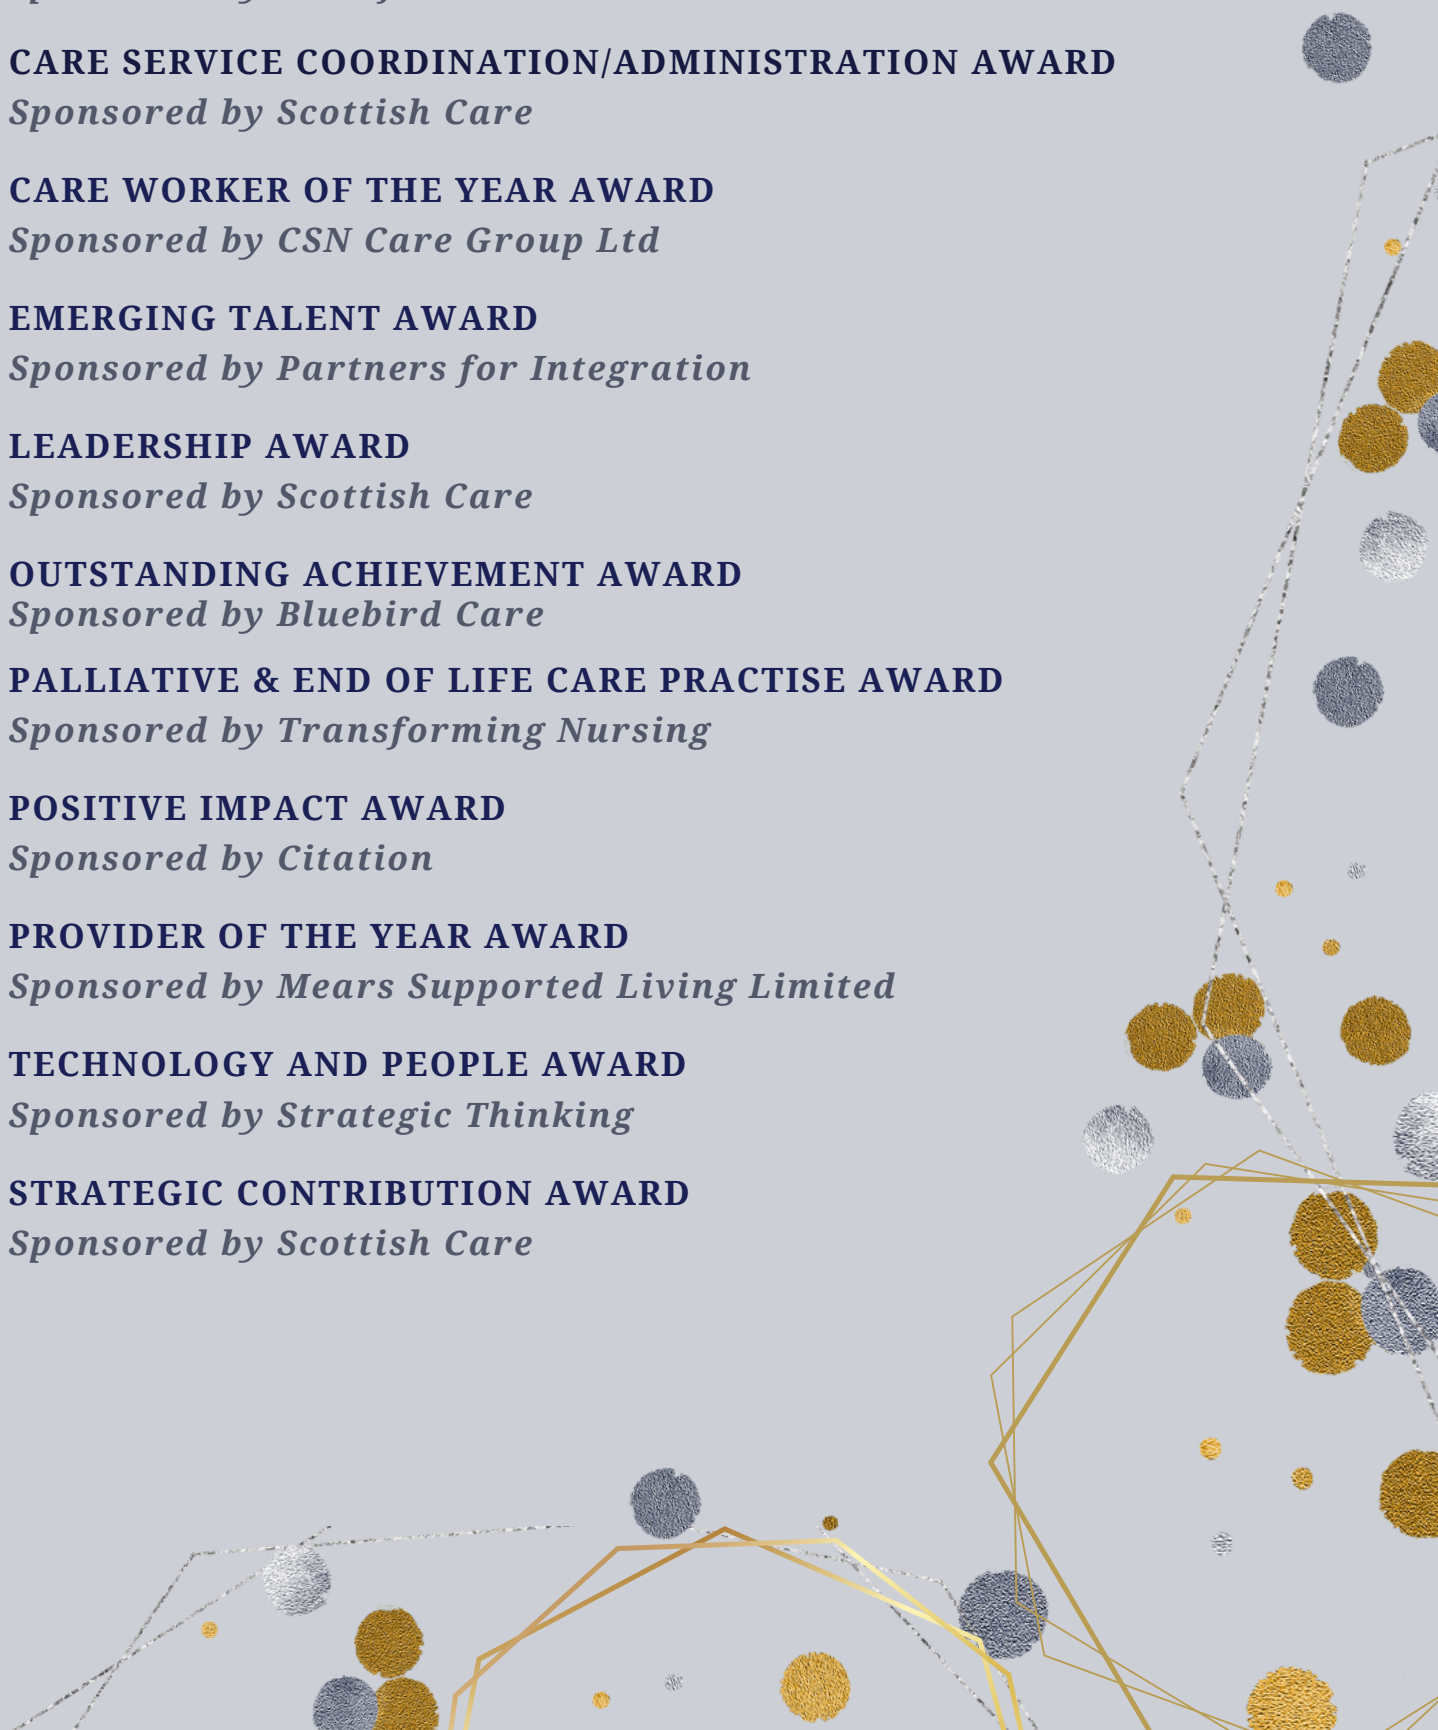 CARE SERVICE COORDINATION/ADMINISTRATION AWARD
Sponsored by Scottish Care
CARE WORKER OF THE YEAR AWARD
Sponsored by CSN Care Group Ltd
EMERGING TALENT AWARD
Sponsored by Partners for Integration
LEADERSHIP AWARD
Sponsored by Scottish Care
OUTSTANDING ACHIEVEMENT AWARD
Sponsored by Bluebird Care
PALLIATIVE & END OF LIFE CARE PRACTISE AWARD
Sponsored by Transforming Nursing
POSITIVE IMPACT AWARD
Sponsored by Citation
PROVIDER OF THE YEAR AWARD
Sponsored by Mears Supported Living Limited
TECHNOLOGY AND PEOPLE AWARD
Sponsored by Strategic Thinking
STRATEGIC CONTRIBUTION AWARD
Sponsored by Scottish Care